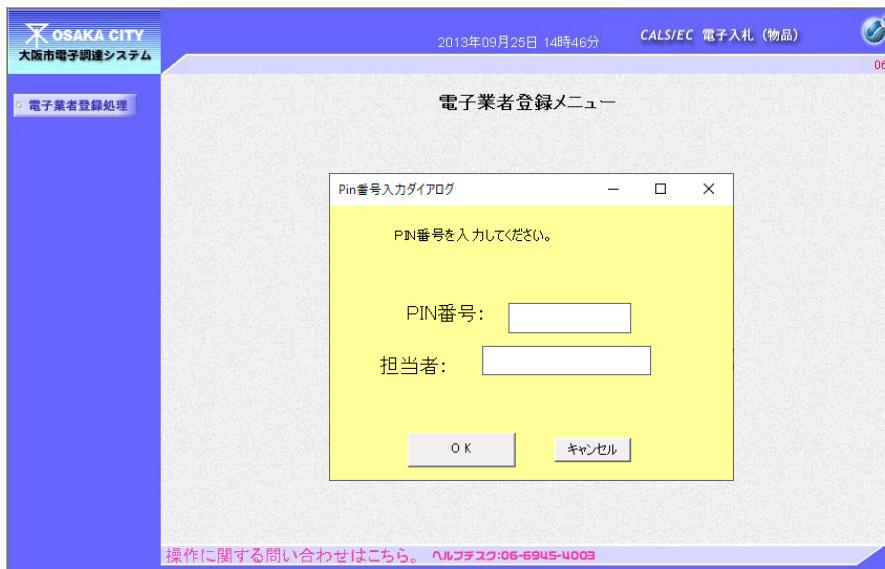 OSAKA CITY
大阪市電子調達システム
2013年09月25日 14時46分
CALS/EC 電子入札（物品）
06
電子業者登録処理
電子業者登録メニュー
Pin番号入力ダイアログ
PIN番号を入力してください。
PIN番号:
担当者:
OK
キャンセル
操作に関する問い合わせはこちら。 ヘルプデスク:06-6945-4003